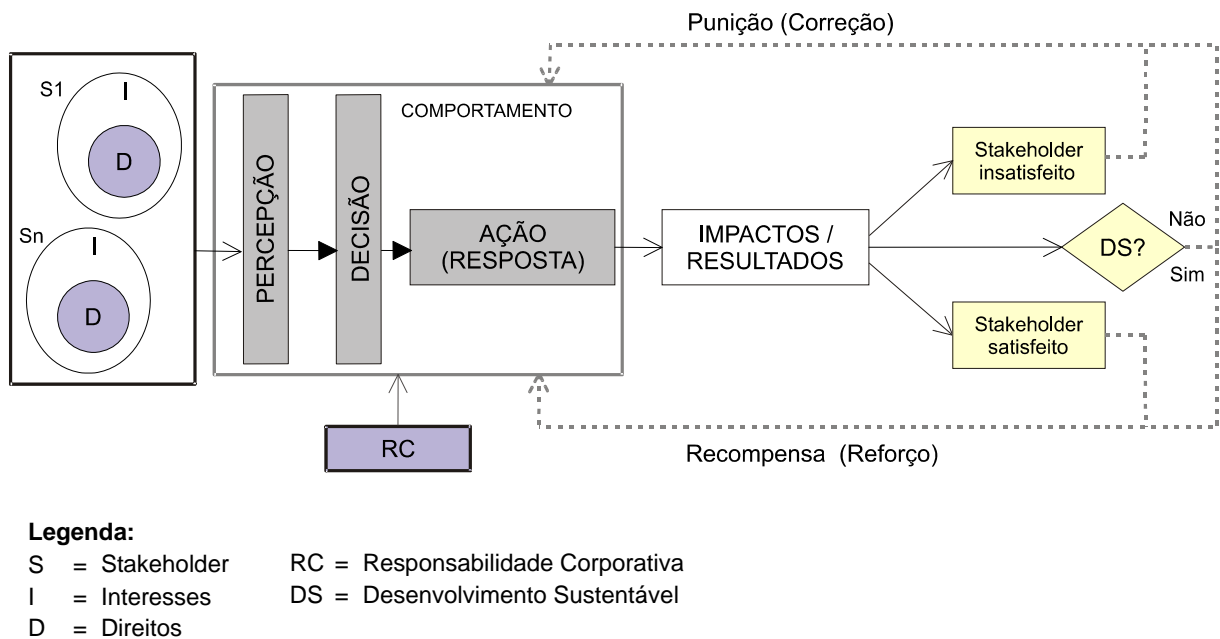 Punição (Correção)
S1
I
D
Sn
I
D
COMPORTAMENTO
PERCEPÇÃO
DECISÃO
AÇÃO
(RESPOSTA)
IMPACTOS /
RESULTADOS
Stakeholder
insatisfeito
DS?
Não
Sim
Stakeholder
satisfeito
RC
Recompensa (Reforço)
Legenda:
S = Stakeholder
I = Interesses
D = Direitos
RC = Responsabilidade Corporativa
DS = Desenvolvimento Sustentável